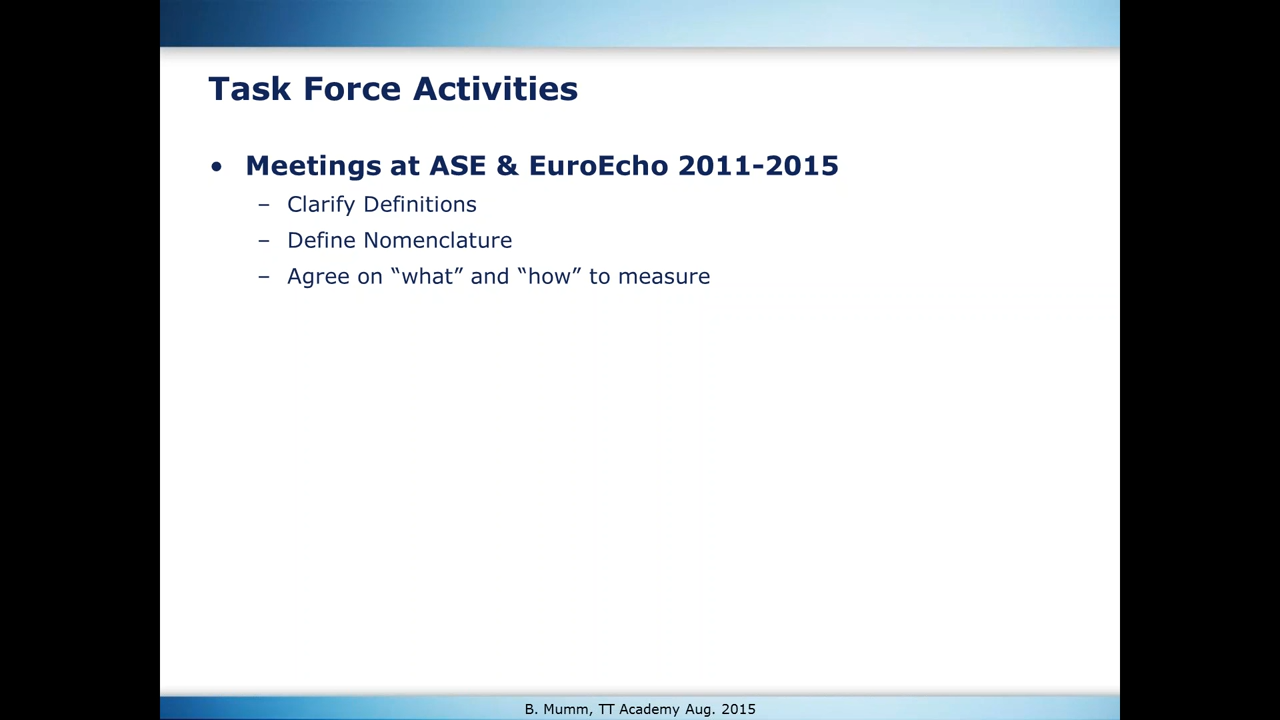 Task Force Activities
• Meetings at ASE & EuroEcho 2011-2015
– Clarify Definitions
– Define Nomenclature
– Agree on “what” and “how” to measure
B. Mumm, TT Academy Aug. 2015